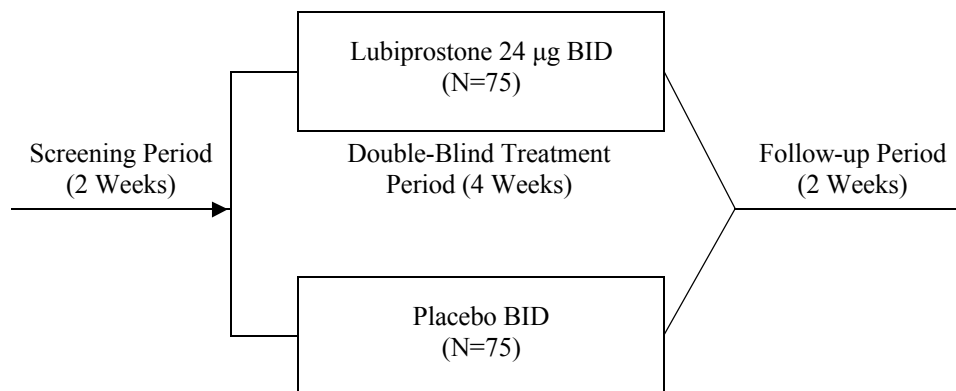 Lubiprostone 24 μg BID
(N=75)
Screening Period
(2 Weeks)
Double-Blind Treatment
Period (4 Weeks)
Follow-up Period
(2 Weeks)
Placebo BID
(N=75)